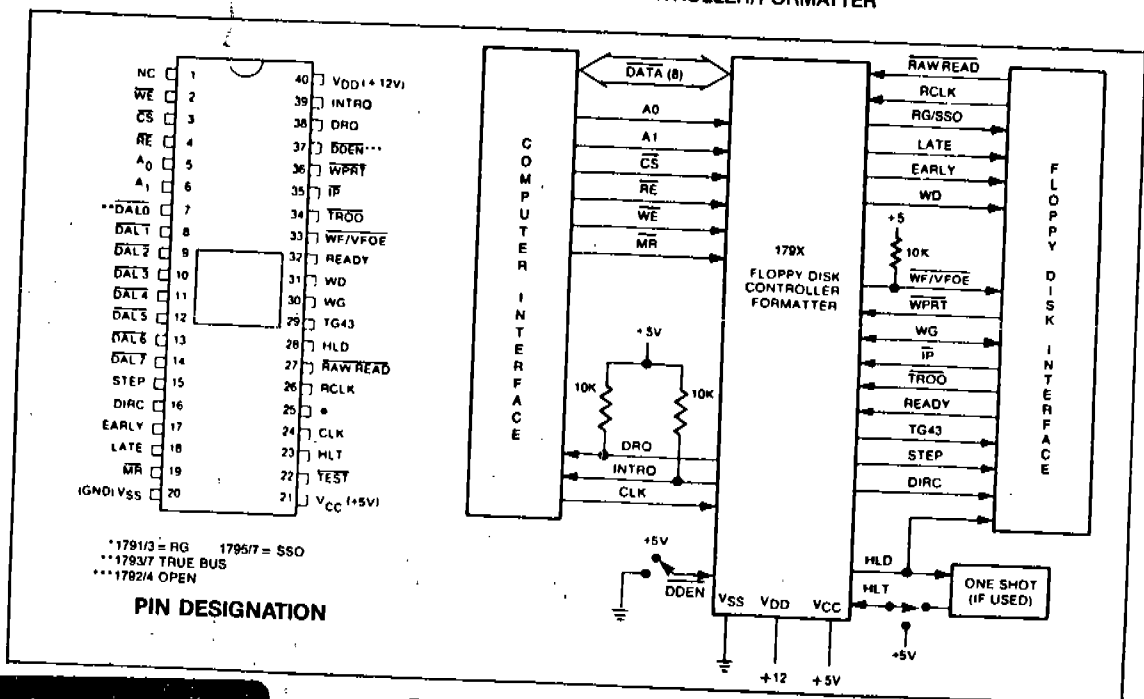 NC 1
WE 2
CS 3
RE 4
A0 5
A1 6
**DAL0 7
DAL1 8
DAL2 9
DAL3 10
DAL4 11
DAL5 12
DAL6 13
DAL7 14
STEP 15
DIRC 16
EARLY 17
LATE 18
MR 19
(GND) VSS 20
40 VDD (+12V)
39 INTRQ
38 DRQ
37 DDEN***
36 WPRT
35 IP
34 TROO
33 WF/VFOE
32 READY
31 WD
30 WG
29 TG43
28 HLD
27 RAW READ
26 RCLK
25 *
24 CLK
23 HLT
22 TEST
21 VCC (+5V)
*1791/3 = RG 1795/7 = SSO
**1793/7 TRUE BUS
***1792/4 OPEN
PIN DESIGNATION
COMPUTER INTERFACE
DATA (8)
A0
A1
CS
RE
WE
MR
+5V
10K
10K
DRQ
INTRQ
CLK
+5V
DDEN
179X
FLOPPY DISK
CONTROLLER
FORMATTER
VSS VDD VCC
+12 +5V
RAW READ
RCLK
RG/SSO
LATE
EARLY
WD
+5
10K
WF/VFOE
WPRT
WG
IP
TROO
READY
TG43
STEP
DIRC
HLD
HLT
+5V
ONE SHOT
(IF USED)
FLOPPY DISK INTERFACE